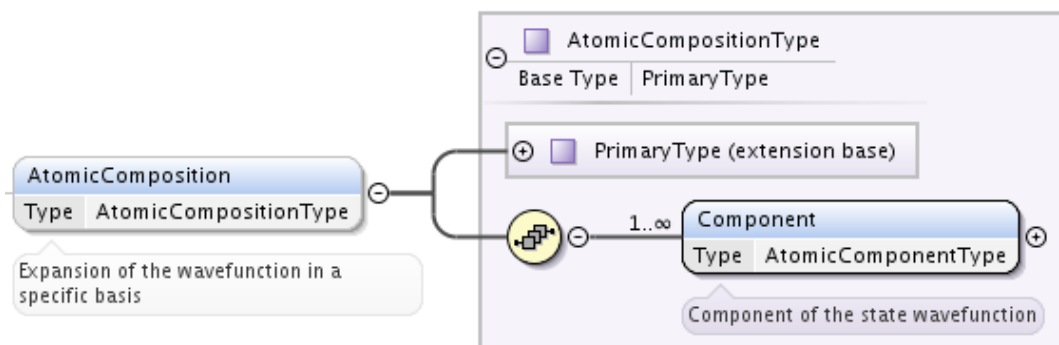 AtomicCompositionType
Base Type PrimaryType
PrimaryType (extension base)
AtomicComposition
Type AtomicCompositionType
Expansion of the wavefunction in a
specific basis
1..∞
Component
Type AtomicComponentType
Component of the state wavefunction